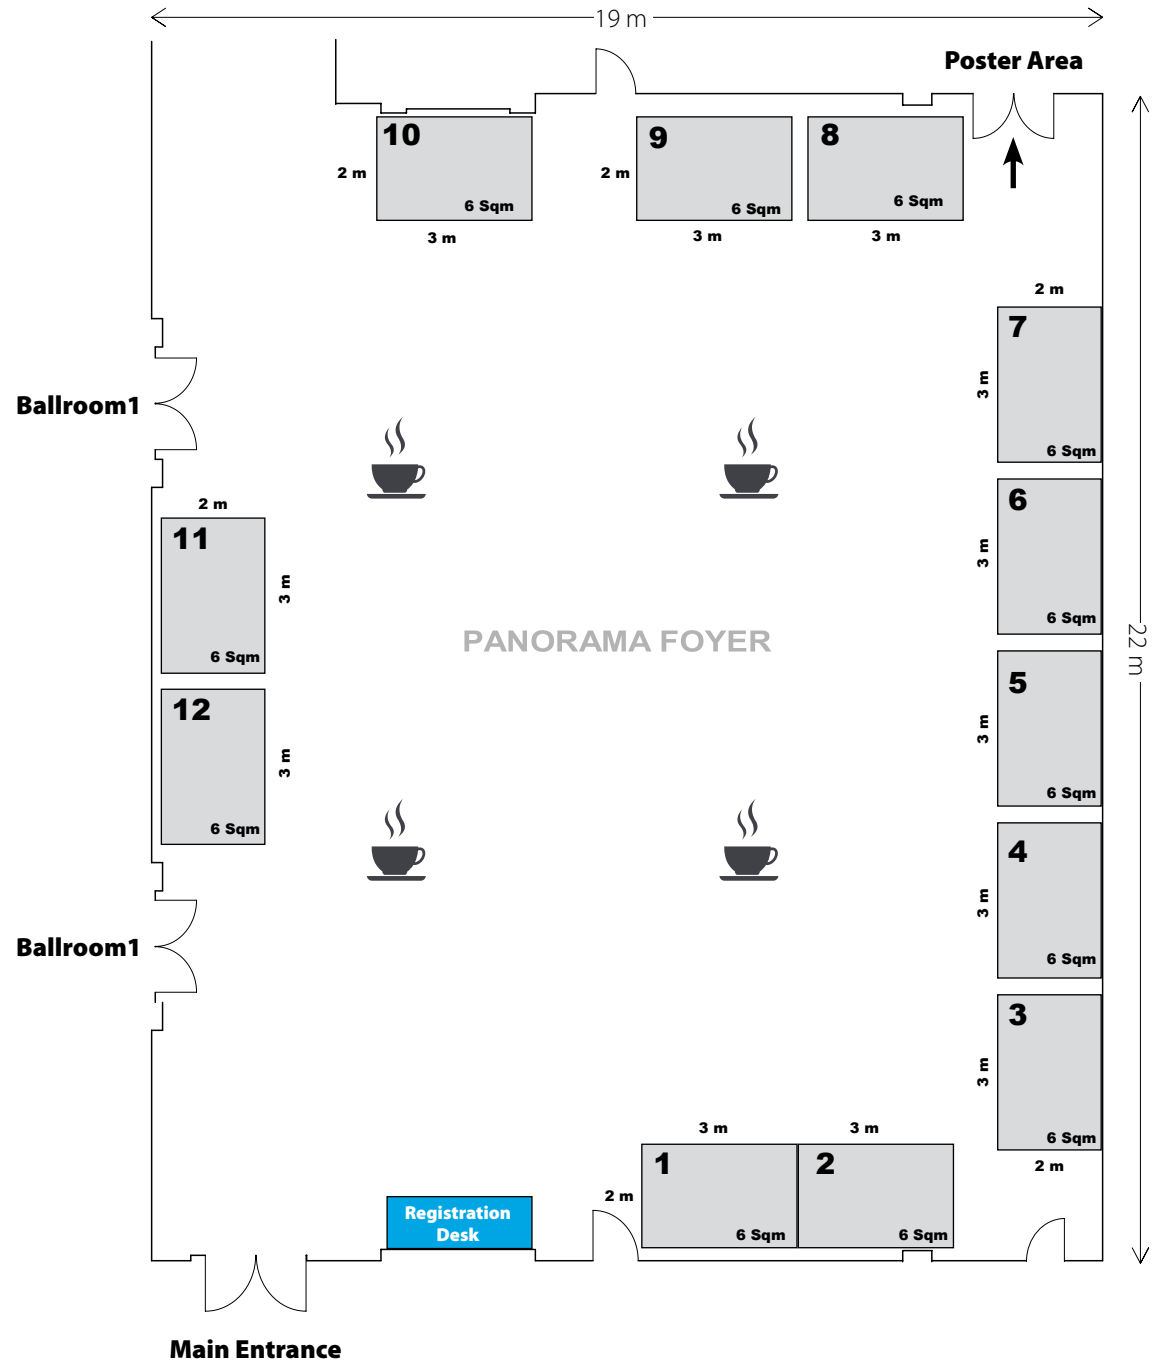 19 m
Poster Area
10
9
8
2 m
2 m
6 Sqm
6 Sqm
6 Sqm
3 m
3 m
3 m
2 m
7
3 m
6 Sqm
Ballroom1
2 m
11
3 m
6 Sqm
6
3 m
6 Sqm
PANORAMA FOYER
22 m
5
3 m
6 Sqm
12
3 m
6 Sqm
4
3 m
6 Sqm
Ballroom1
3
3 m
6 Sqm
2 m
3 m
3 m
1
2
2 m
6 Sqm
6 Sqm
Registration
Desk
Main Entrance